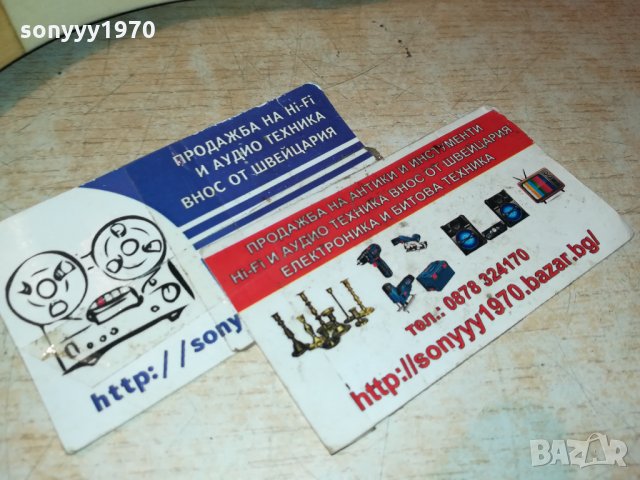 sonyyy1970
ПРОДАЖБА НА Hi-Fi
И АУДИО ТЕХНИКА
ВНОС ОТ ШВЕЙЦАРИЯ
http://sony
ПРОДАЖБА НА АНТИКИ И ИНСТУМЕНТИ
Hi-Fi И АУДИО ТЕХНИКА ВНОС ОТ ШВЕЙЦАРИЯ
ЕЛЕКТРОНИКА И БИТОВА ТЕХНИКА
тел.: 0878 324170
http://sonyyy1970.bazar.bg/
BAZAR